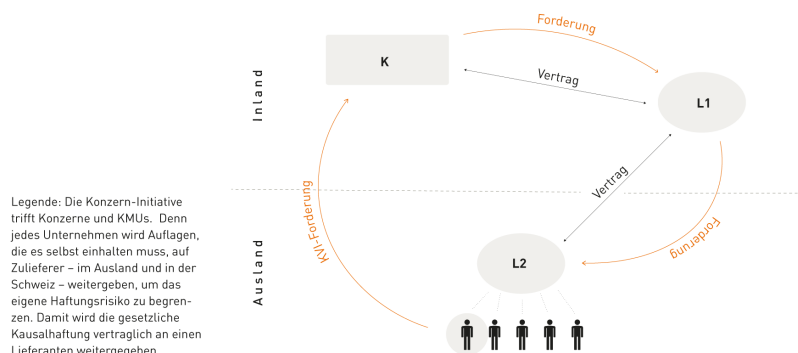 Forderung
K
Vertrag
L1
Inland
Vertrag
KVI-Forderung
Forderung
Ausland
L2
Legende: Die Konzern-Initiative
trifft Konzerne und KMUs. Denn
jedes Unternehmen wird Auflagen,
die es selbst einhalten muss, auf
Zulieferer – im Ausland und in der
Schweiz – weitergeben, um das
eigene Haftungsrisiko zu begren-
zen. Damit wird die gesetzliche
Kausalhaftung vertraglich an einen
Lieferanten weitergegeben